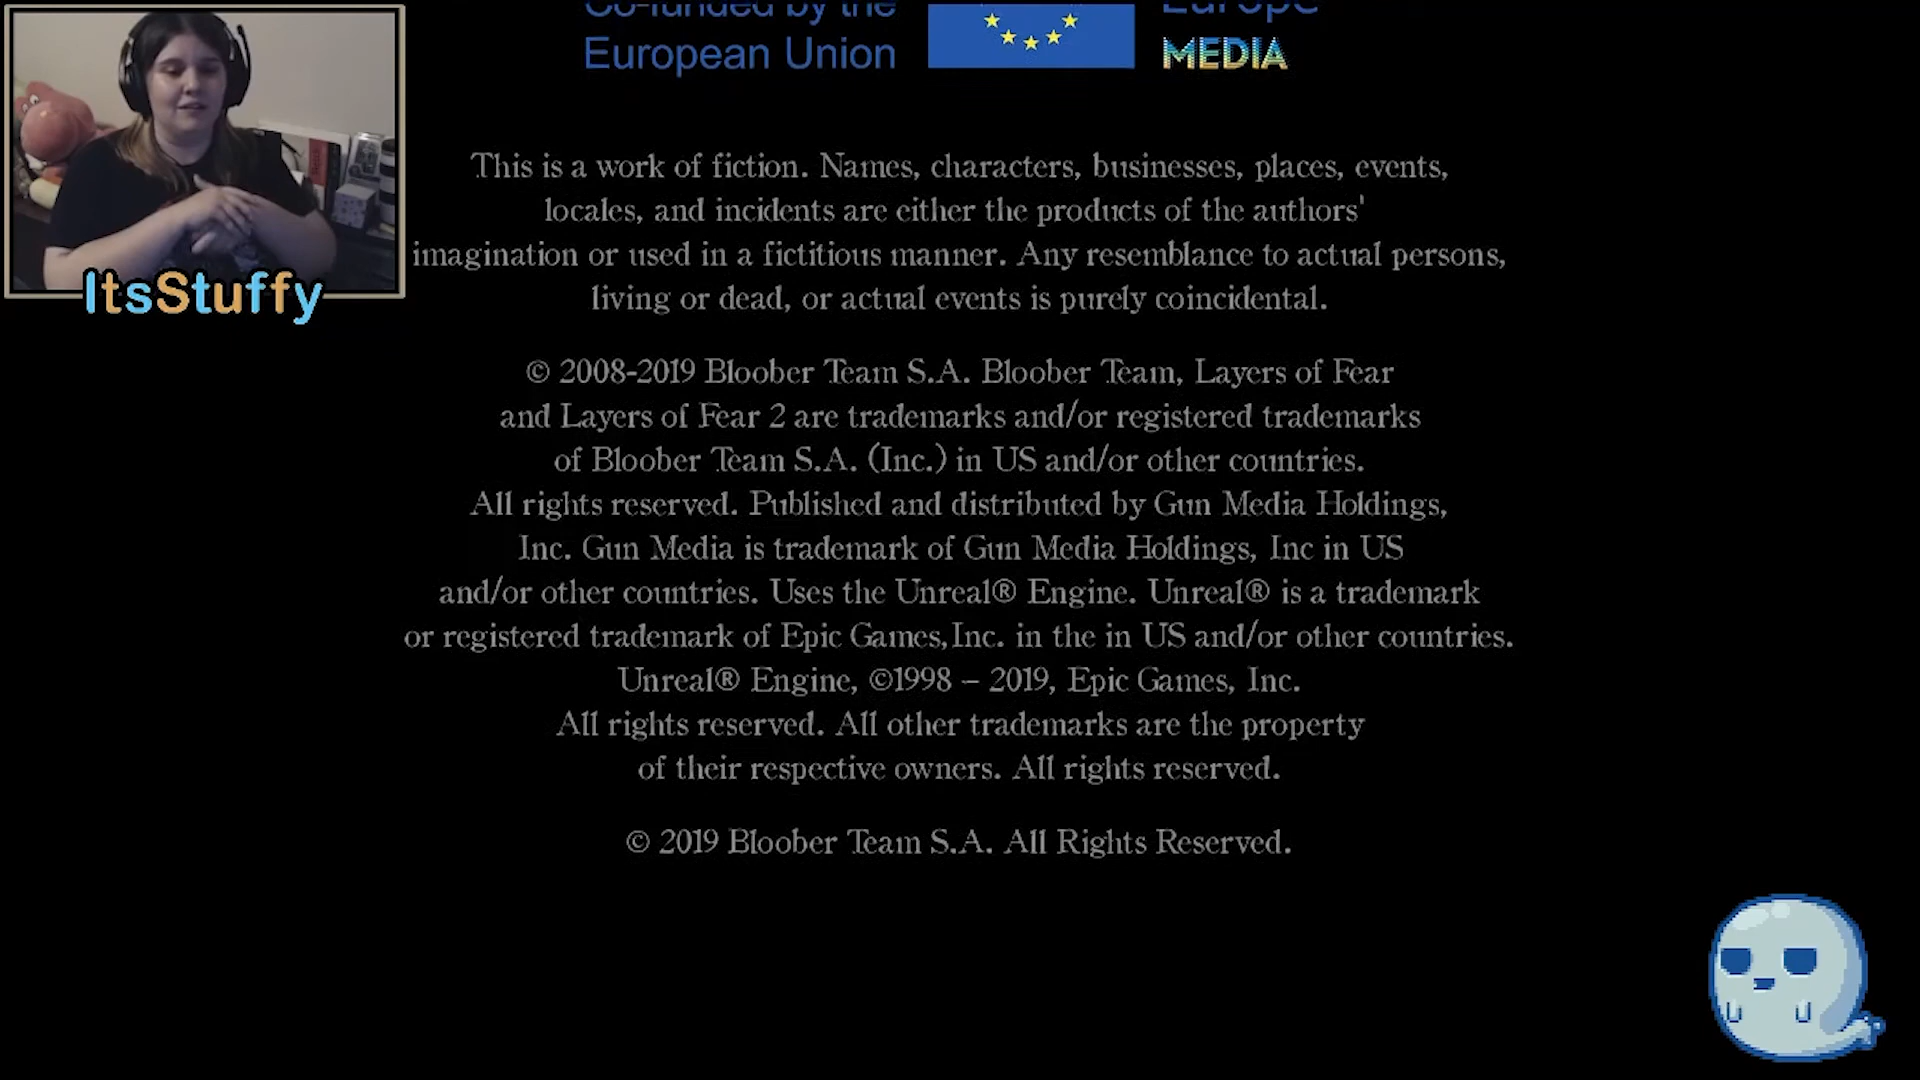 Co-funded by the
European Union
Europe
MEDIA
ItsStuffy
This is a work of fiction. Names, characters, businesses, places, events,
locales, and incidents are either the products of the authors'
imagination or used in a fictitious manner. Any resemblance to actual persons,
living or dead, or actual events is purely coincidental.
© 2008-2019 Bloober Team S.A. Bloober Team, Layers of Fear
and Layers of Fear 2 are trademarks and/or registered trademarks
of Bloober Team S.A. (Inc.) in US and/or other countries.
All rights reserved. Published and distributed by Gun Media Holdings,
Inc. Gun Media is trademark of Gun Media Holdings, Inc in US
and/or other countries. Uses the Unreal® Engine. Unreal® is a trademark
or registered trademark of Epic Games,Inc. in the in US and/or other countries.
Unreal® Engine, ©1998 – 2019, Epic Games, Inc.
All rights reserved. All other trademarks are the property
of their respective owners. All rights reserved.
© 2019 Bloober Team S.A. All Rights Reserved.